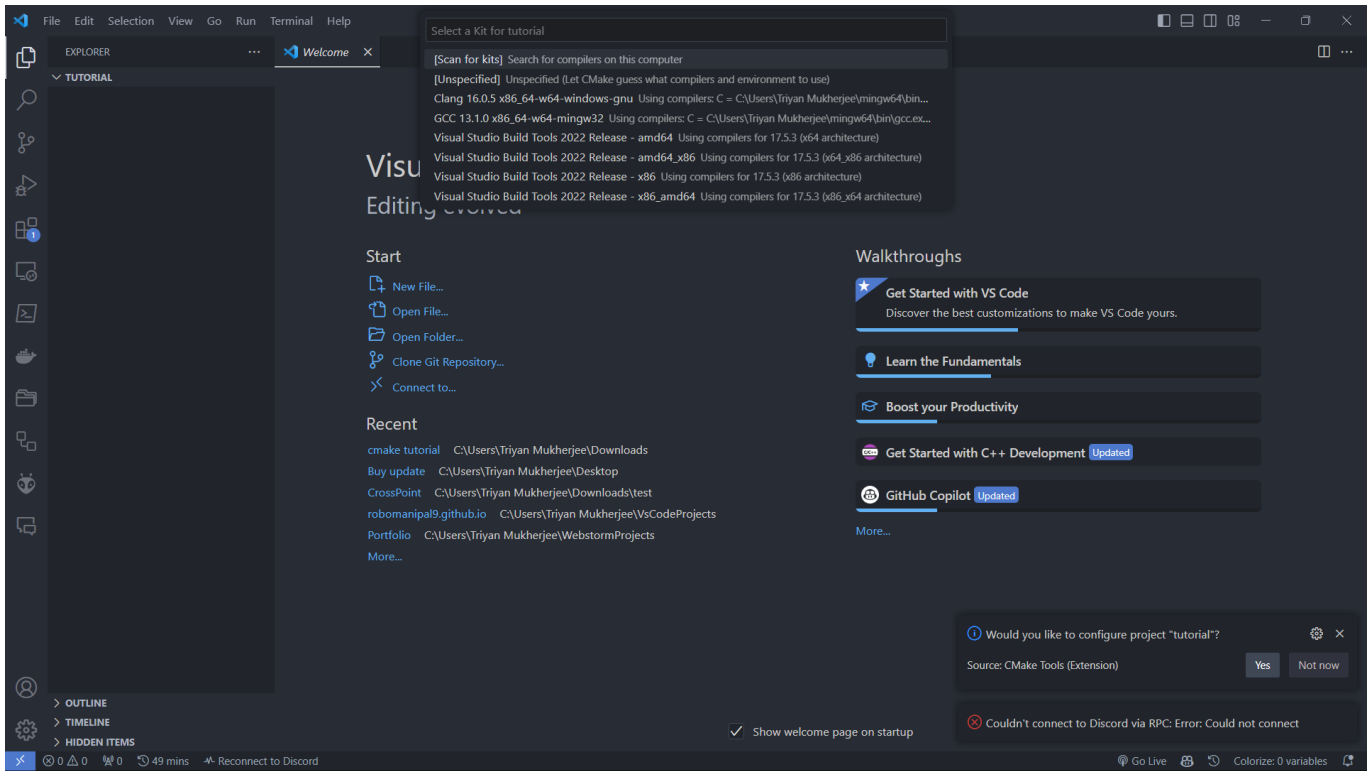 File Edit Selection View Go Run Terminal Help
Select a Kit for tutorial
[Scan for kits] Search for compilers on this computer
[Unspecified] Unspecified (Let CMake guess what compilers and environment to use)
Clang 16.0.5 x86_64-w64-windows-gnu Using compilers: C = C:\Users\Triyan Mukherjee\mingw64\bin...
GCC 13.1.0 x86_64-w64-mingw32 Using compilers: C = C:\Users\Triyan Mukherjee\mingw64\bin\gcc.ex...
Visual Studio Build Tools 2022 Release - amd64 Using compilers for 17.5.3 (x64 architecture)
Visual Studio Build Tools 2022 Release - amd64_x86 Using compilers for 17.5.3 (x64_x86 architecture)
Visual Studio Build Tools 2022 Release - x86 Using compilers for 17.5.3 (x86 architecture)
Visual Studio Build Tools 2022 Release - x86_amd64 Using compilers for 17.5.3 (x86_x64 architecture)
EXPLORER
Welcome
TUTORIAL
1
OUTLINE
TIMELINE
HIDDEN ITEMS
Visu
Editing evolved
Start
New File...
Open File...
Open Folder...
Clone Git Repository...
Connect to...
Recent
cmake tutorial C:\Users\Triyan Mukherjee\Downloads
Buy update C:\Users\Triyan Mukherjee\Desktop
CrossPoint C:\Users\Triyan Mukherjee\Downloads\test
robomanipal9.github.io C:\Users\Triyan Mukherjee\VsCodeProjects
Portfolio C:\Users\Triyan Mukherjee\WebstormProjects
More...
Walkthroughs
Get Started with VS Code
Discover the best customizations to make VS Code yours.
Learn the Fundamentals
Boost your Productivity
Get Started with C++ Development Updated
GitHub Copilot Updated
More...
Show welcome page on startup
Would you like to configure project "tutorial"?
Source: CMake Tools (Extension) Yes Not now
Couldn't connect to Discord via RPC: Error: Could not connect
0 0 0 49 mins Reconnect to Discord
Go Live Colorize: 0 variables